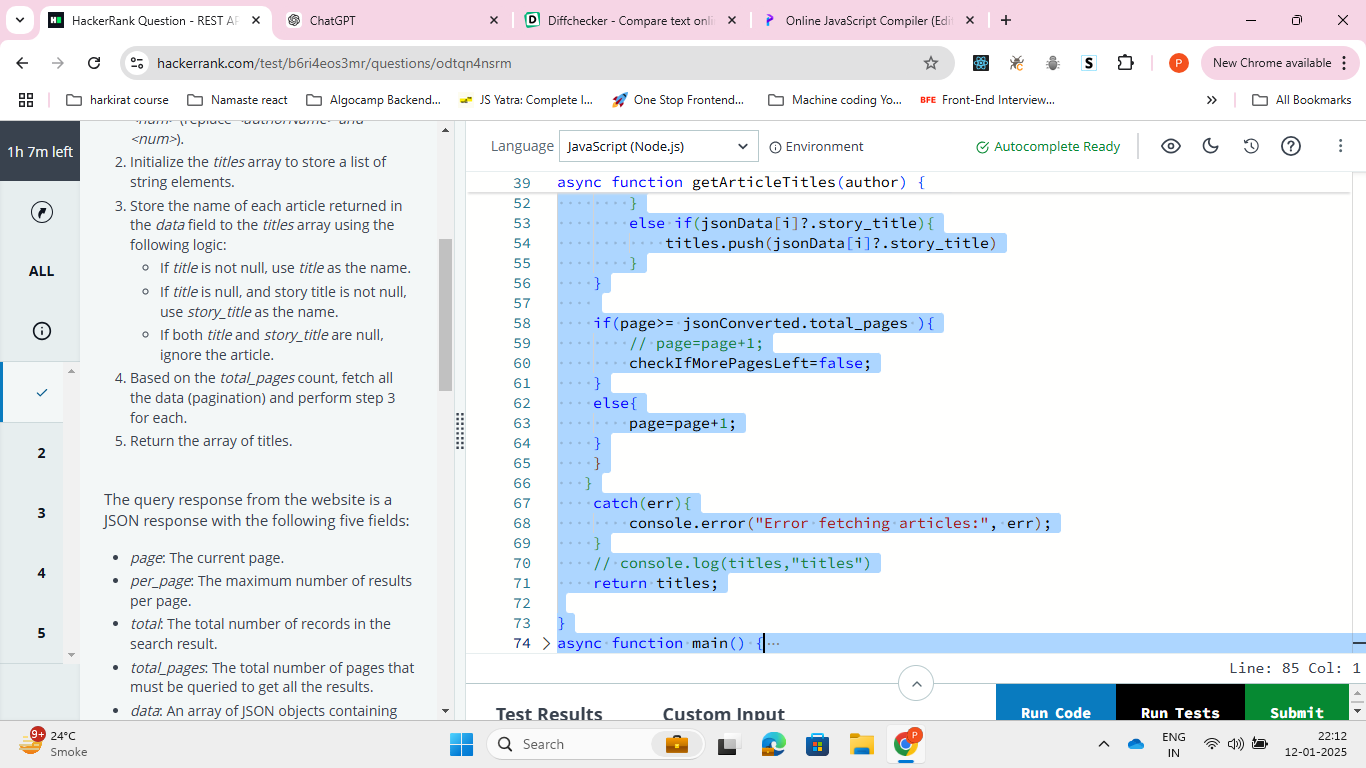 HackerRank Question - REST AP
ChatGPT
Diffchecker - Compare text onli
Online JavaScript Compiler (Edit
hackerrank.com/test/b6ri4eos3mr/questions/odtqn4nsrm
S
P
New Chrome available
harkirat course
Namaste react
Algocamp Backend...
JS Yatra: Complete I...
One Stop Frontend...
Machine coding Yo...
BFE Front-End Interview...
All Bookmarks
1h 7m left
ALL
2
3
4
5
<num> (replace <authorName> and
<num>).
2. Initialize the titles array to store a list of
string elements.
3. Store the name of each article returned in
the data field to the titles array using the
following logic:
If title is not null, use title as the name.
If title is null, and story title is not null,
use story_title as the name.
If both title and story_title are null,
ignore the article.
4. Based on the total_pages count, fetch all
the data (pagination) and perform step 3
for each.
5. Return the array of titles.
The query response from the website is a
JSON response with the following five fields:
page: The current page.
per_page: The maximum number of results
per page.
total: The total number of records in the
search result.
total_pages: The total number of pages that
must be queried to get all the results.
data: An array of JSON objects containing
Language JavaScript (Node.js) Environment Autocomplete Ready
39 async function getArticleTitles(author) {
52 }
53 else if(jsonData[i]?.story_title){
54 titles.push(jsonData[i]?.story_title)
55 }
56 }
57
58 if(page>= jsonConverted.total_pages ){
59 // page=page+1;
60 checkIfMorePagesLeft=false;
61 }
62 else{
63 page=page+1;
64 }
65 }
66 }
67 catch(err){
68 console.error("Error fetching articles:", err);
69 }
70 // console.log(titles,"titles")
71 return titles;
72
73 }
74 async function main() {⋯
Line: 85 Col: 1
Test Results
Custom Input
Run Code
Run Tests
Submit
9+
24°C
Smoke
Search
P
ENG
IN
22:12
12-01-2025